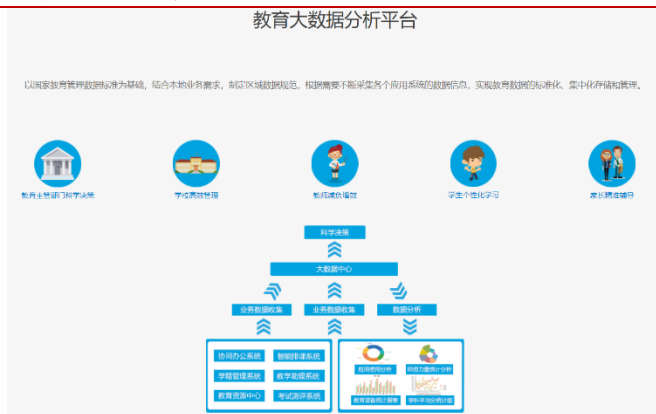 教育大数据分析平台
以国家教育管理数据标准为基础，结合本地业务需求，制定区域数据规范，根据需要不断采集各个应用系统的数据信息，实现教育数据的标准化、集中化存储和管理。
教育主管部门科学决策
学校高效管理
教师减负增效
学生个性化学习
家长精准辅导
科学决策
大数据中心
业务数据收集
业务数据收集
数据分析
协同办公系统
智能排课系统
学籍管理系统
教学助理系统
教育资源中心
考试测评系统
应用使用分析
师资力量统计分析
教育装备统计报表
学科平均分统计图